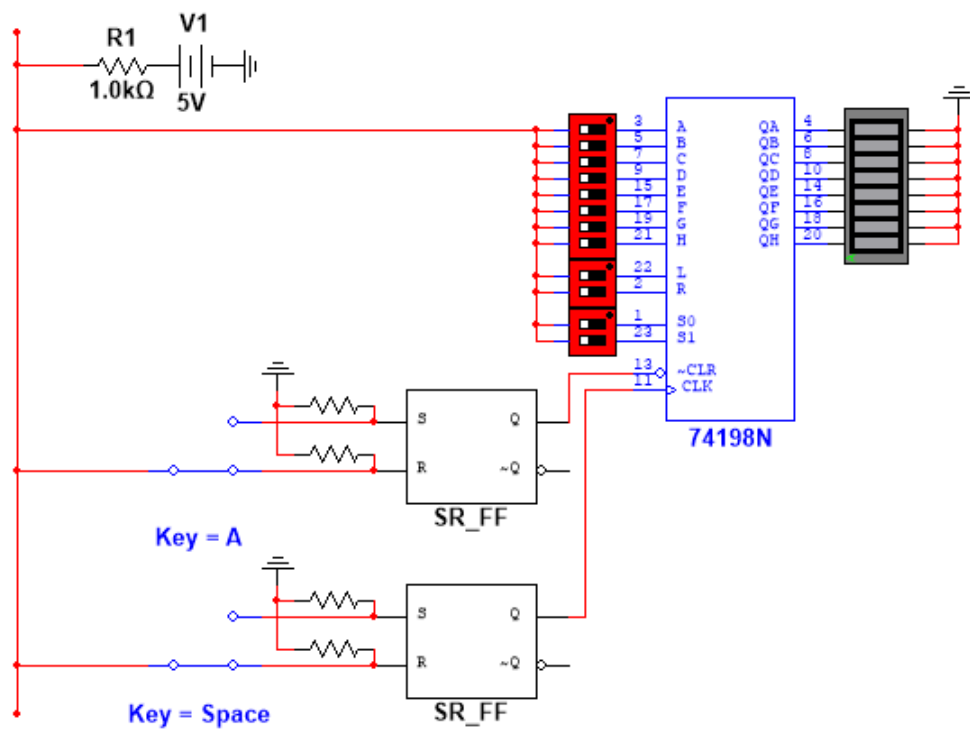 V1
R1
1.0kΩ
5V
3 A QA 4
5 B QB 6
7 C QC 8
9 D QD 10
15 E QE 14
17 F QF 16
19 G QG 18
21 H QH 20
22 L
2 R
1 S0
23 S1
13 ~CLR
11 CLK
74198N
S Q
R ~Q
SR_FF
Key = A
S Q
R ~Q
SR_FF
Key = Space